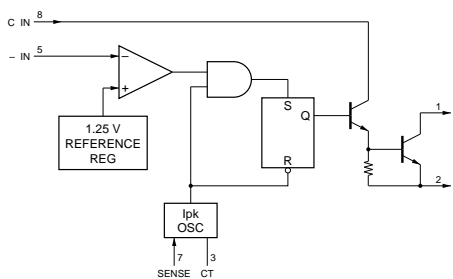 C IN 8
– IN 5
–
+
1.25 V
REFERENCE
REG
S
Q
R
1
2
Ipk
OSC
7
3
SENSE
CT